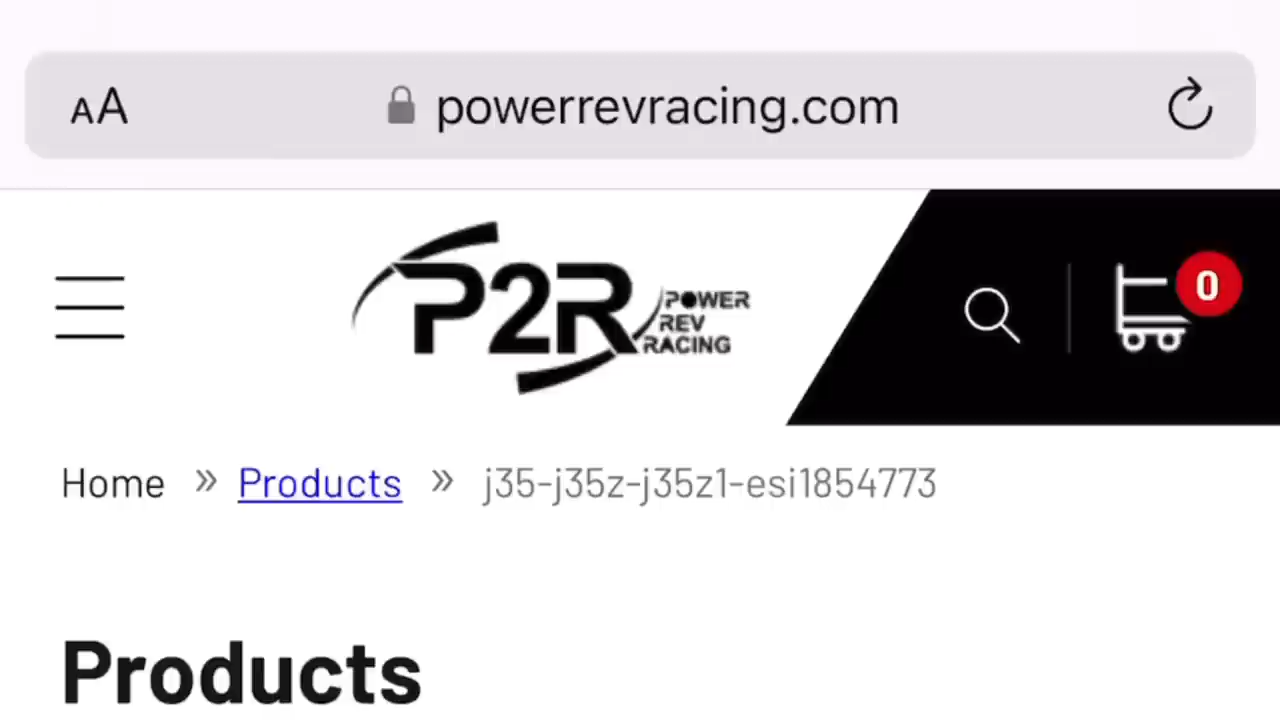 AA powerrevracing.com
P2R POWER
REV
RACING
0
Home » Products » j35-j35z-j35z1-esi1854773
Products